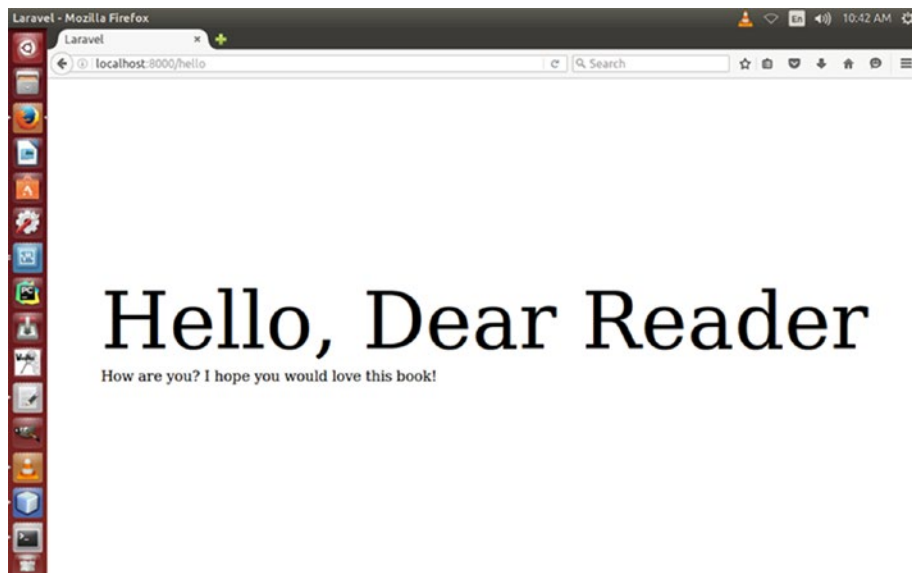 Laravel - Mozilla Firefox
En
10:42 AM
Laravel
localhost:8000/hello
Search
Hello, Dear Reader
How are you? I hope you would love this book!